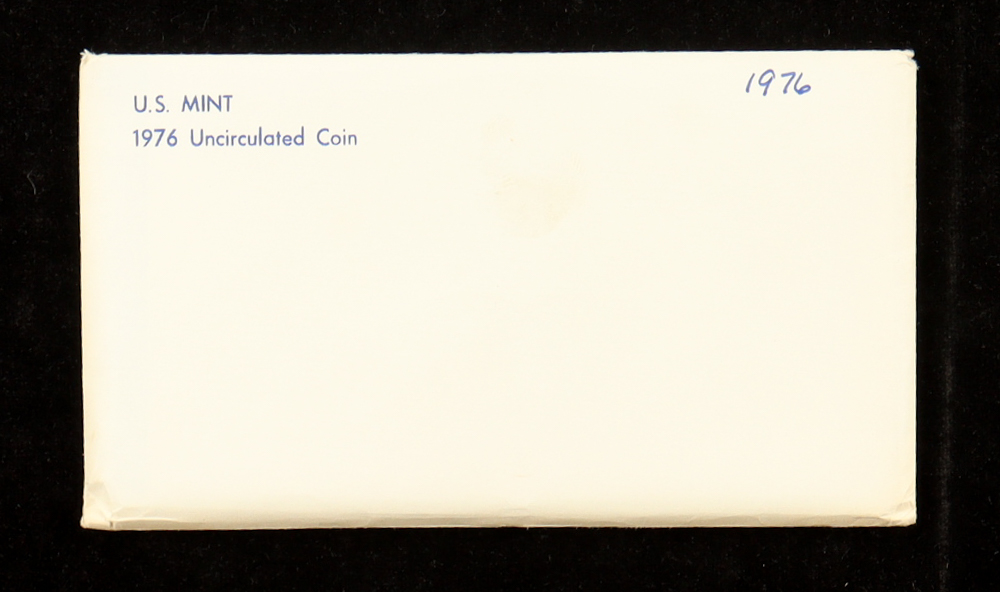 1976
U.S. MINT
1976 Uncirculated Coin